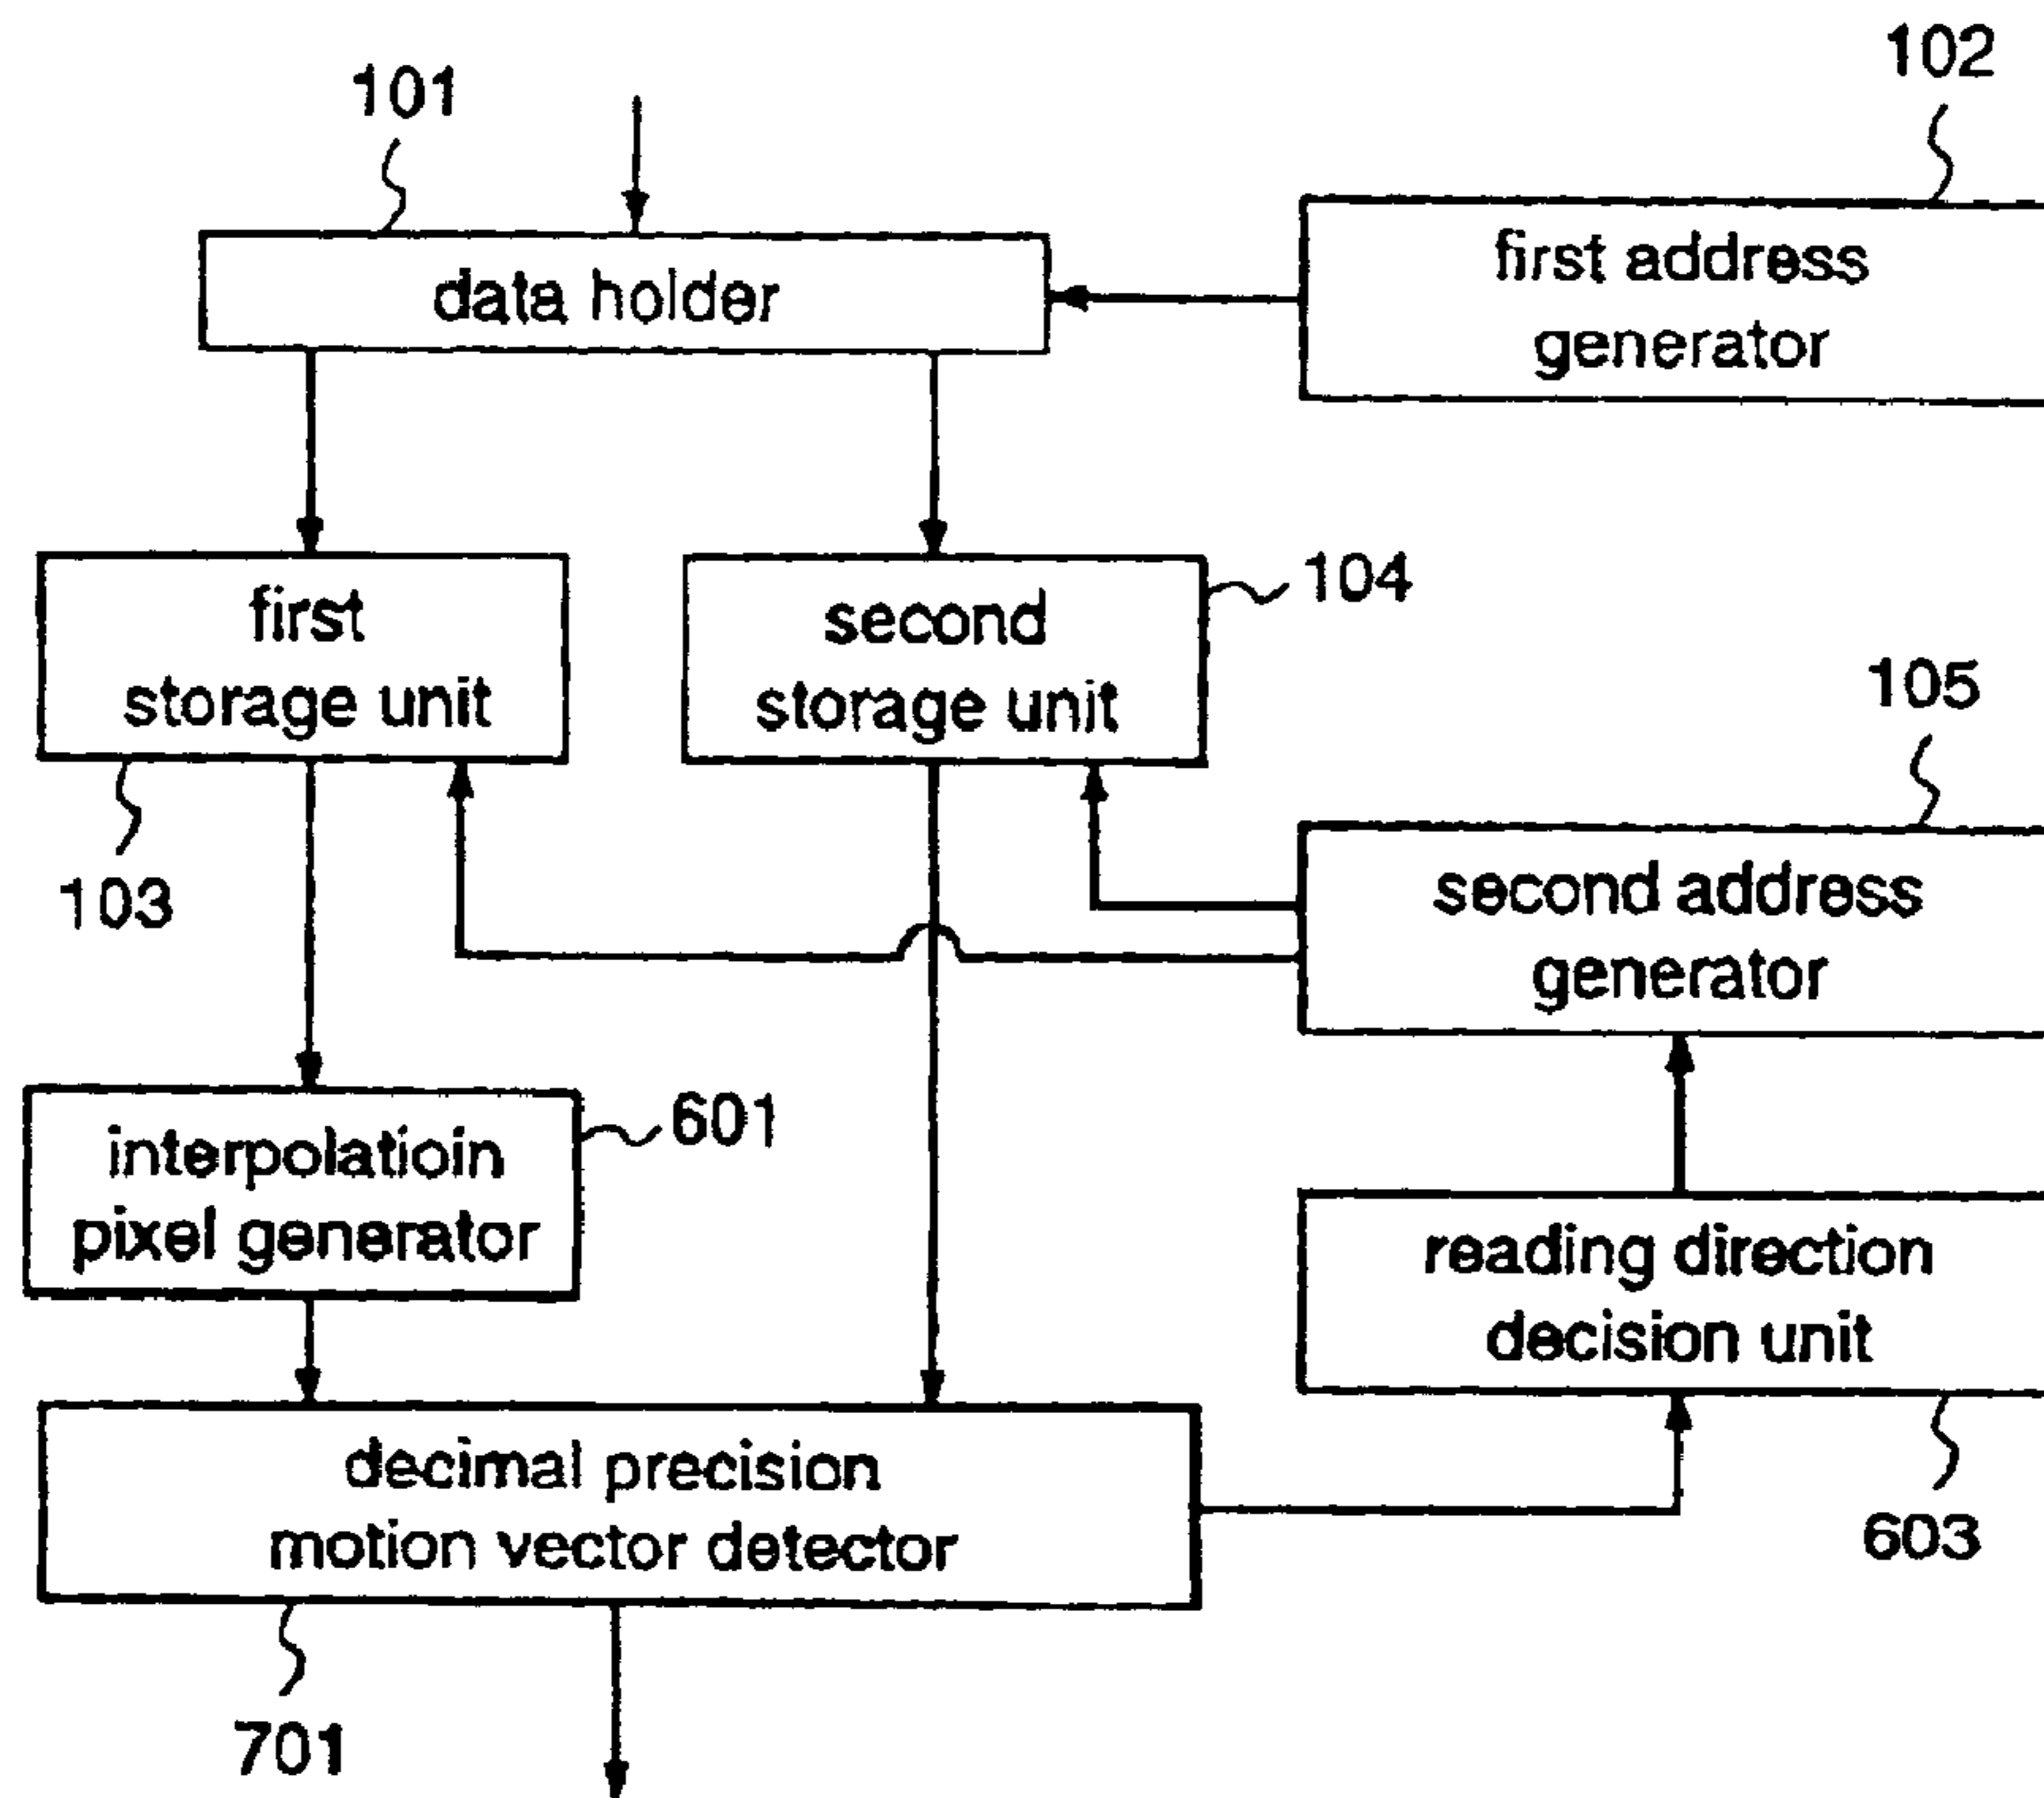 101
102
data holder
first address
generator
first
storage unit
second
storage unit
104
105
103
second address
generator
interpolatioin
pixel generator
601
reading direction
decision unit
decimal precision
motion vector detector
603
701